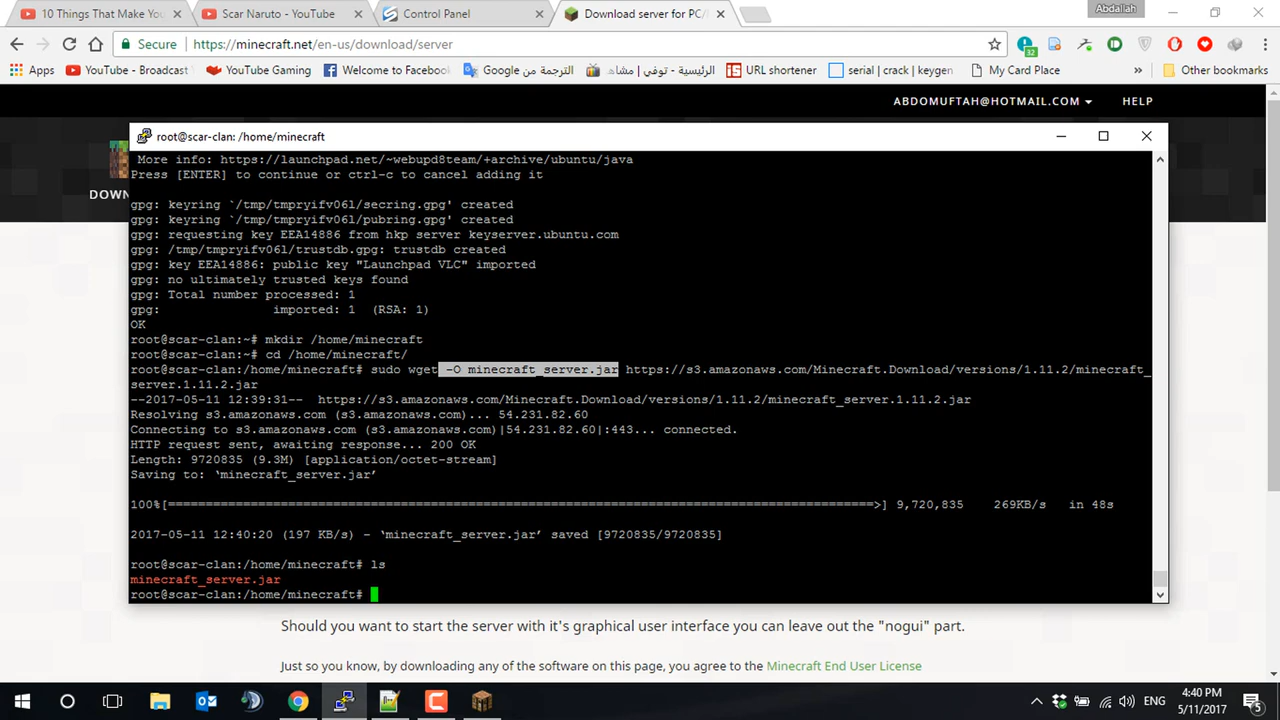 10 Things That Make You
Scar Naruto - YouTube
Control Panel
Download server for PC/
Abdallah
Secure
https://minecraft.net/en-us/download/server
32
Apps
YouTube - Broadcast
YouTube Gaming
Welcome to Facebook
الترجمة من Google
الرئيسية - توفي - مشاهد
URL shortener
serial | crack | keygen
My Card Place
»
Other bookmarks
ABDOMUFTAH@HOTMAIL.COM
HELP
DOWN
root@scar-clan: /home/minecraft
More info: https://launchpad.net/~webupd8team/+archive/ubuntu/java
Press [ENTER] to continue or ctrl-c to cancel adding it
gpg: keyring `/tmp/tmpryifv06l/secring.gpg' created
gpg: keyring `/tmp/tmpryifv06l/pubring.gpg' created
gpg: requesting key EEA14886 from hkp server keyserver.ubuntu.com
gpg: /tmp/tmpryifv06l/trustdb.gpg: trustdb created
gpg: key EEA14886: public key "Launchpad VLC" imported
gpg: no ultimately trusted keys found
gpg: Total number processed: 1
gpg: imported: 1 (RSA: 1)
OK
root@scar-clan:~# mkdir /home/minecraft
root@scar-clan:~# cd /home/minecraft/
root@scar-clan:/home/minecraft# sudo wget -O minecraft_server.jar https://s3.amazonaws.com/Minecraft.Download/versions/1.11.2/minecraft_
server.1.11.2.jar
--2017-05-11 12:39:31-- https://s3.amazonaws.com/Minecraft.Download/versions/1.11.2/minecraft_server.1.11.2.jar
Resolving s3.amazonaws.com (s3.amazonaws.com)... 54.231.82.60
Connecting to s3.amazonaws.com (s3.amazonaws.com)|54.231.82.60|:443... connected.
HTTP request sent, awaiting response... 200 OK
Length: 9720835 (9.3M) [application/octet-stream]
Saving to: ‘minecraft_server.jar’
100%[==================================================================================================>] 9,720,835 269KB/s in 48s
2017-05-11 12:40:20 (197 KB/s) - ‘minecraft_server.jar’ saved [9720835/9720835]
root@scar-clan:/home/minecraft# ls
minecraft_server.jar
root@scar-clan:/home/minecraft#
Should you want to start the server with it's graphical user interface you can leave out the "nogui" part.
Just so you know, by downloading any of the software on this page, you agree to the Minecraft End User License
ENG
4:40 PM
5/11/2017
5